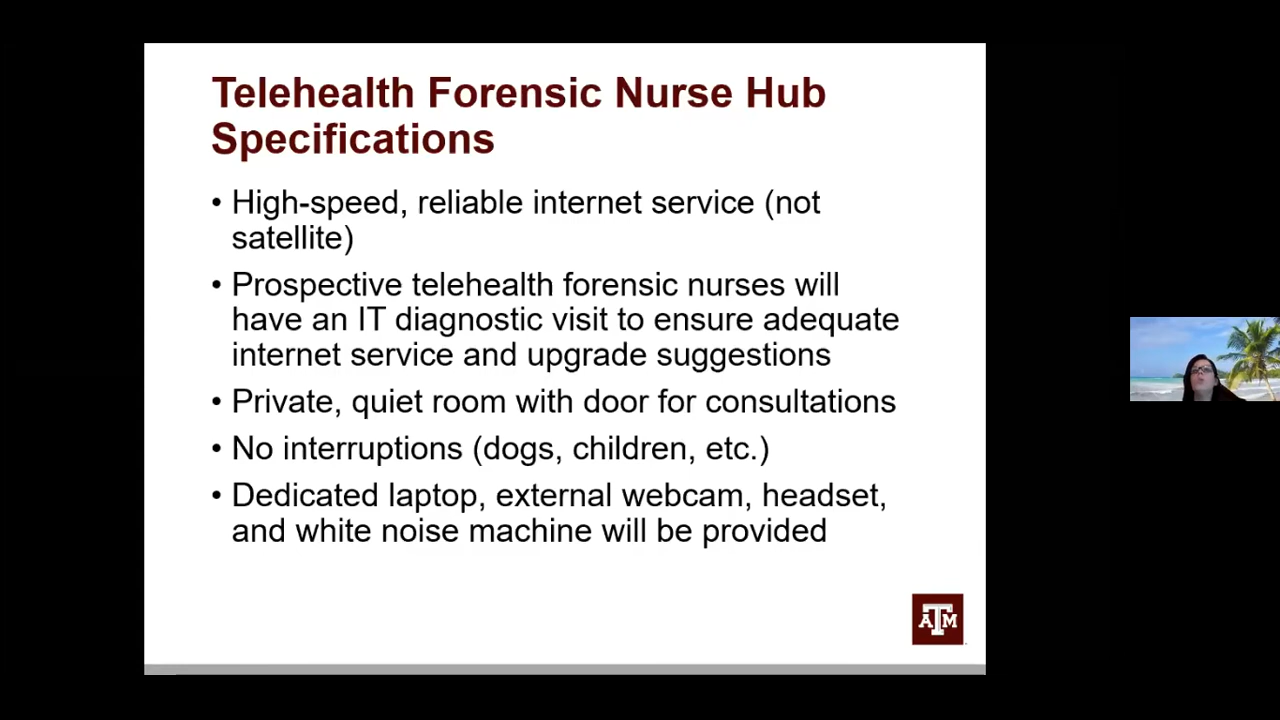 Telehealth Forensic Nurse Hub
Specifications
• High-speed, reliable internet service (not
satellite)
• Prospective telehealth forensic nurses will
have an IT diagnostic visit to ensure adequate
internet service and upgrade suggestions
• Private, quiet room with door for consultations
• No interruptions (dogs, children, etc.)
• Dedicated laptop, external webcam, headset,
and white noise machine will be provided
ATM